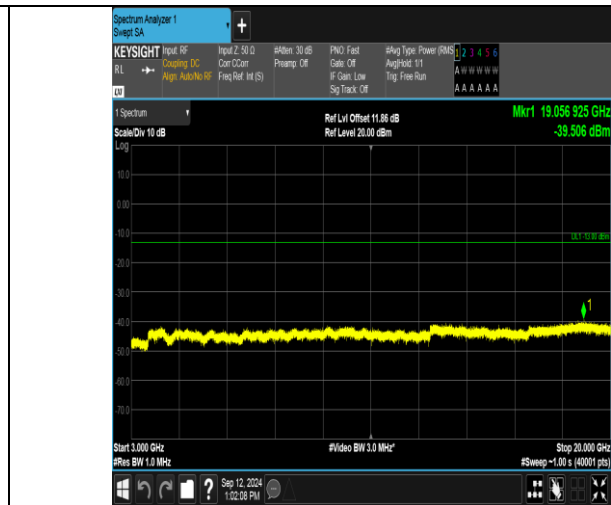 Spectrum Analyzer 1
Swept SA
+
KEYSIGHT Input: RF Input Z: 50 Ω #Atten: 30 dB PNO: Fast #Avg Type: Power (RMS 1 2 3 4 5 6
RL Coupling: DC Corr CCorr Preamp: Off Gate: Off Avg|Hold: 1/1 A W W W W W
Align: Auto/No RF Freq Ref: Int (S) IF Gain: Low Trig: Free Run
LXI Sig Track: Off A A A A A A
1 Spectrum Ref Lvl Offset 11.86 dB Mkr1 19.056 925 GHz
Scale/Div 10 dB Ref Level 20.00 dBm -39.506 dBm
Log
10.0
0.00
-10.0
DL1 -13.00 dBm
-20.0
-30.0
1
-40.0
-50.0
-60.0
-70.0
Start 3.000 GHz #Video BW 3.0 MHz* Stop 20.000 GHz
#Res BW 1.0 MHz #Sweep ~1.00 s (40001 pts)
? Sep 12, 2024
1:02:08 PM